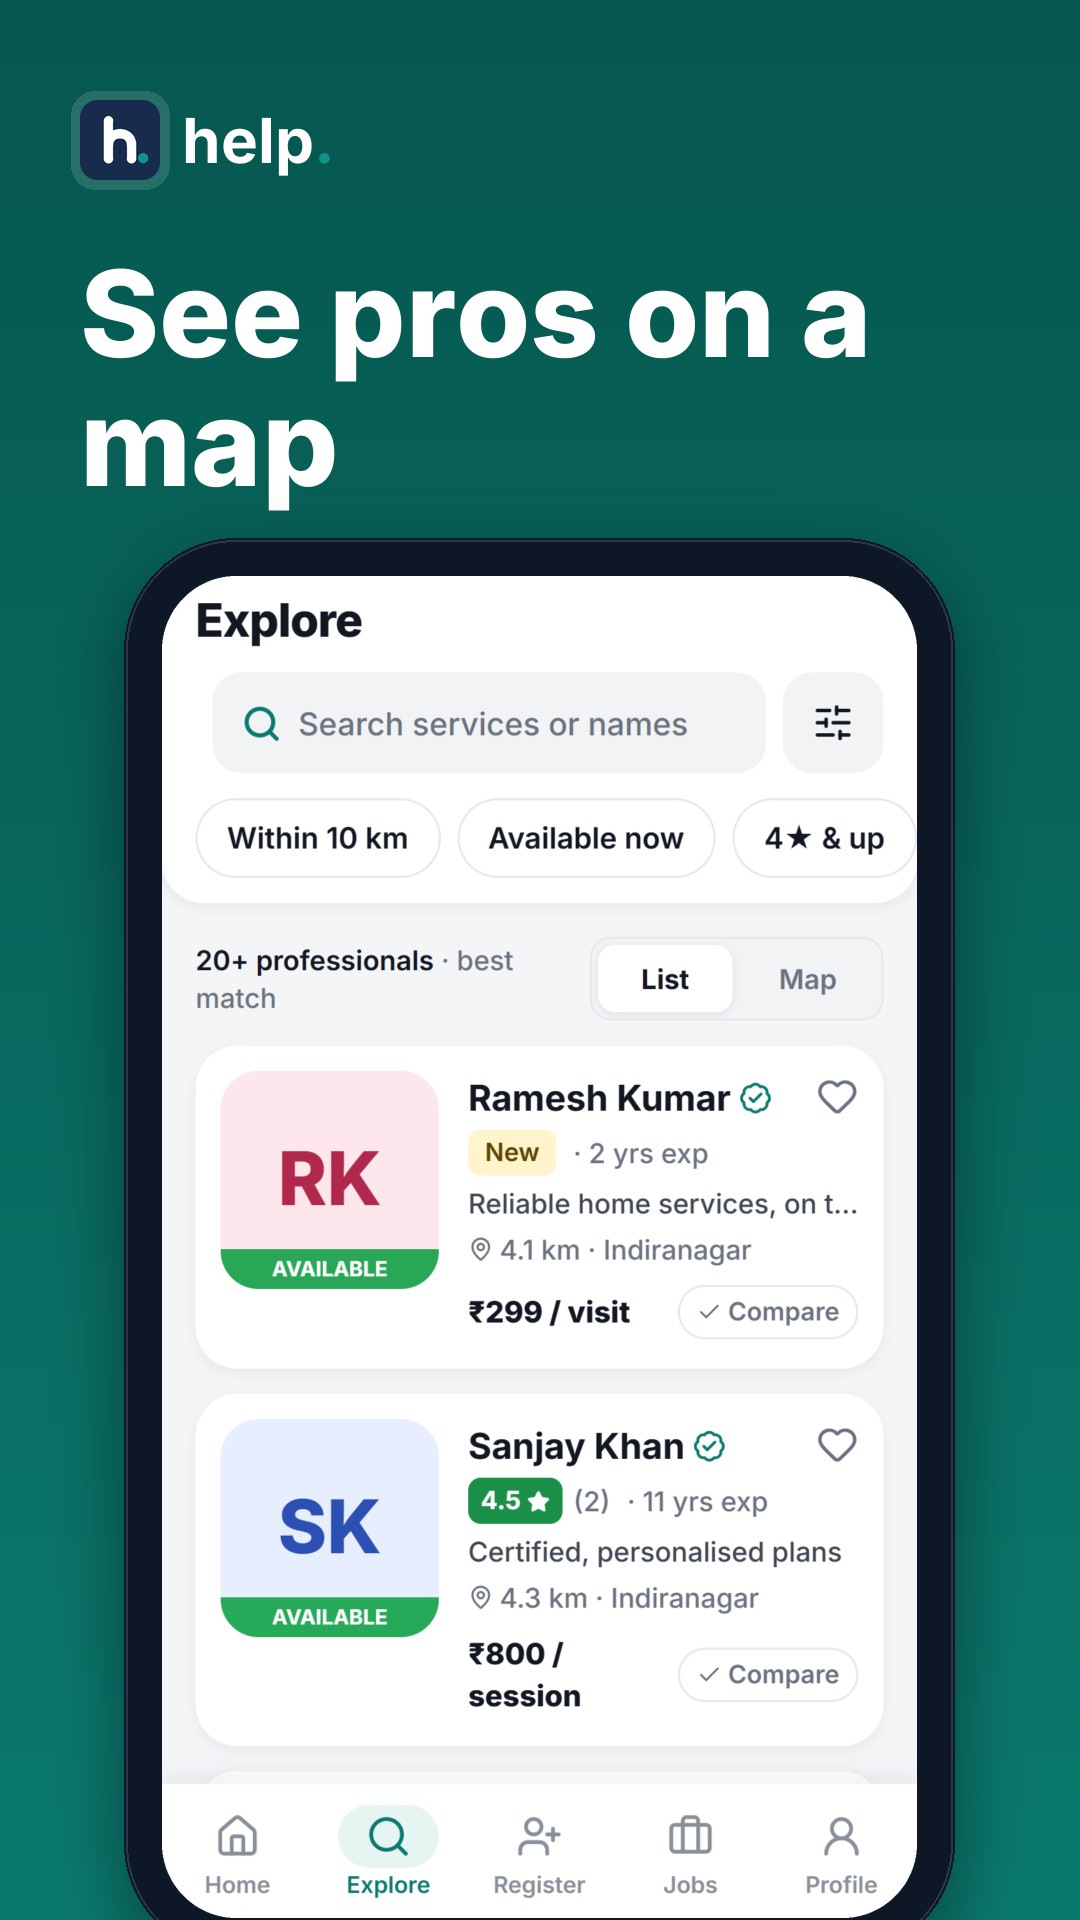 h.
help.
See pros on a
map
Explore
Search services or names
Within 10 km
Available now
4★ & up
20+ professionals · best
match
List
Map
RK
AVAILABLE
Ramesh Kumar
New · 2 yrs exp
Reliable home services, on t...
4.1 km · Indiranagar
₹299 / visit
Compare
SK
AVAILABLE
Sanjay Khan
4.5 ★ (2) · 11 yrs exp
Certified, personalised plans
4.3 km · Indiranagar
₹800 /
session
Compare
Home
Explore
Register
Jobs
Profile